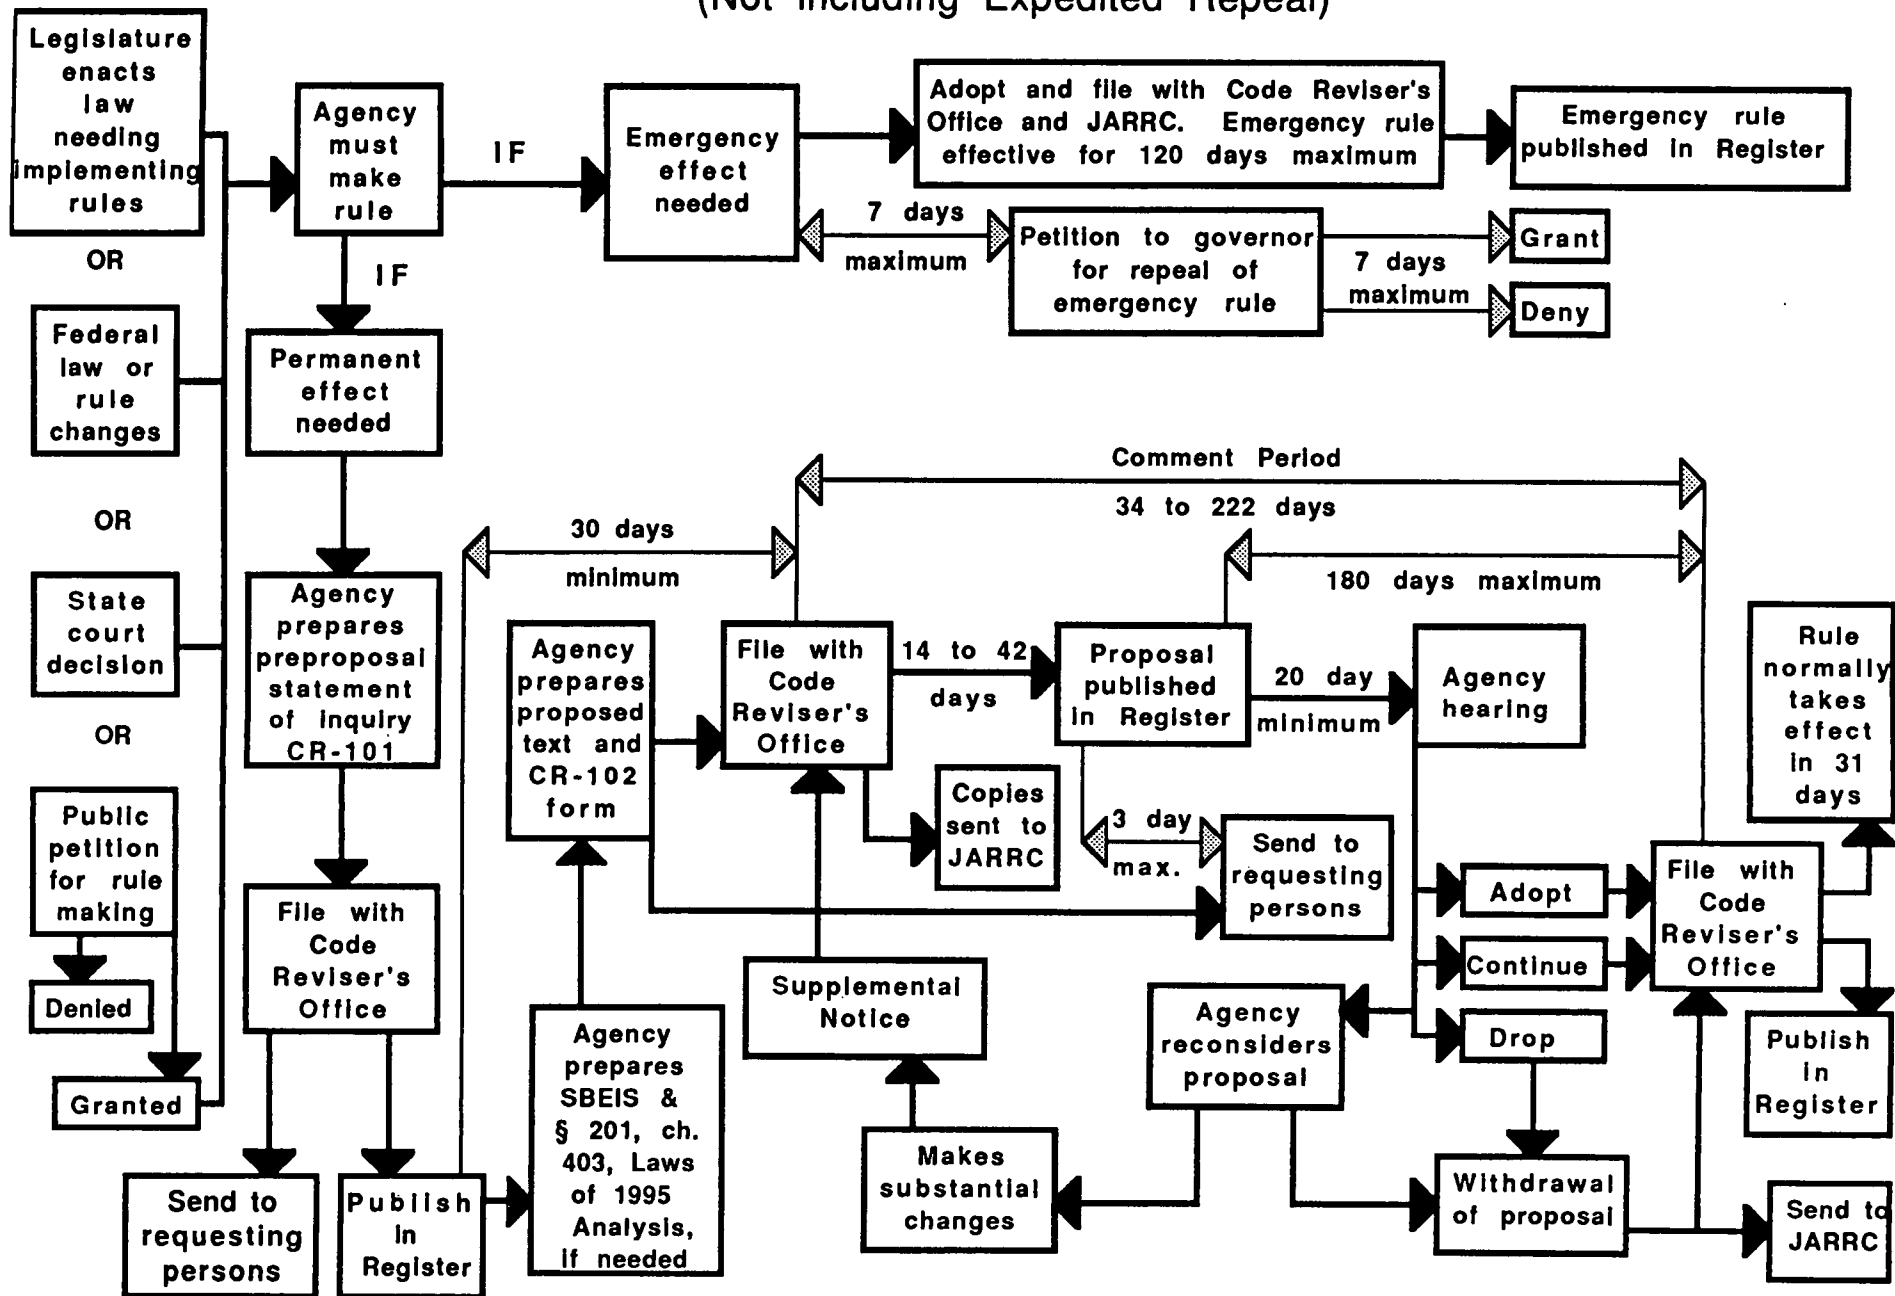 (Not Including Expedited Repeal)
Legislature
enacts
law
needing
implementing
rules
OR
Federal
law or
rule
changes
OR
State
court
decision
OR
Public
petition
for rule
making
Denied
Granted
Agency
must
make
rule
IF
IF
Emergency
effect
needed
Adopt and file with Code Reviser's
Office and JARRC. Emergency rule
effective for 120 days maximum
Emergency rule
published in Register
7 days
maximum
Petition to governor
for repeal of
emergency rule
7 days
maximum
Grant
Deny
Permanent
effect
needed
Agency
prepares
preproposal
statement
of inquiry
CR-101
File with
Code
Reviser's
Office
Send to
requesting
persons
Publish
in
Register
30 days
minimum
Agency
prepares
SBEIS &
§ 201, ch.
403, Laws
of 1995
Analysis,
if needed
Agency
prepares
proposed
text and
CR-102
form
File with
Code
Reviser's
Office
Comment Period
34 to 222 days
14 to 42
days
Copies
sent to
JARRC
Proposal
published
in Register
180 days maximum
20 day
minimum
3 day
max.
Send to
requesting
persons
Agency
hearing
Adopt
Continue
Drop
Agency
reconsiders
proposal
Makes
substantial
changes
Supplemental
Notice
Withdrawal
of proposal
File with
Code
Reviser's
Office
Rule
normally
takes
effect
in 31
days
Publish
in
Register
Send to
JARRC